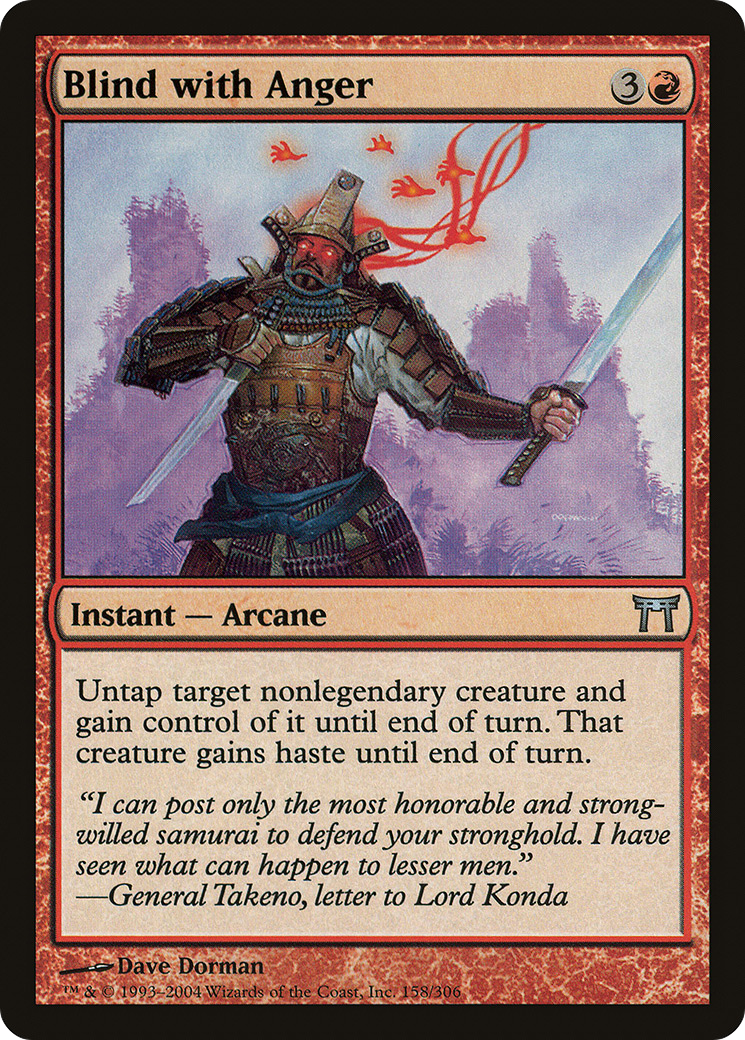 Blind with Anger
3
Instant — Arcane
Untap target nonlegendary creature and
gain control of it until end of turn. That
creature gains haste until end of turn.
“I can post only the most honorable and strong-
willed samurai to defend your stronghold. I have
seen what can happen to lesser men.”
—General Takeno, letter to Lord Konda
Dave Dorman
™ & © 1993–2004 Wizards of the Coast, Inc. 158/306